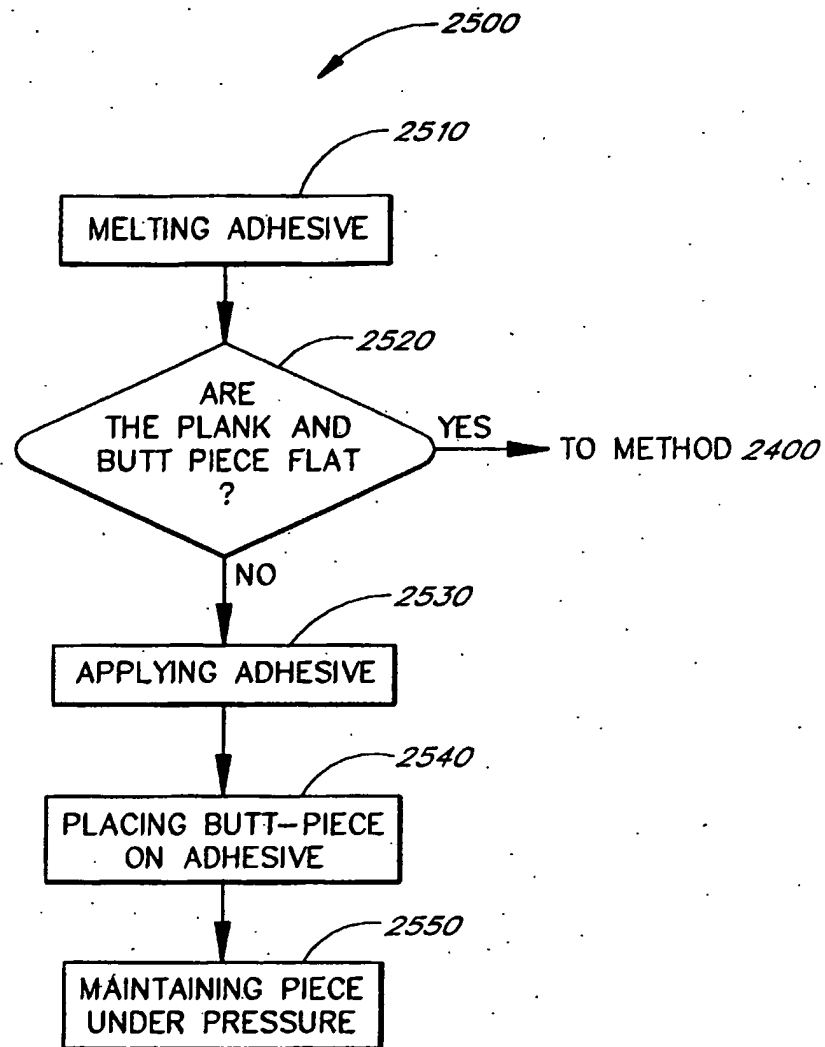 2500
2510
MELTING ADHESIVE
2520
ARE
THE PLANK AND
BUTT PIECE FLAT
?
YES
TO METHOD 2400
NO
2530
APPLYING ADHESIVE
2540
PLACING BUTT-PIECE
ON ADHESIVE
2550
MAINTAINING PIECE
UNDER PRESSURE